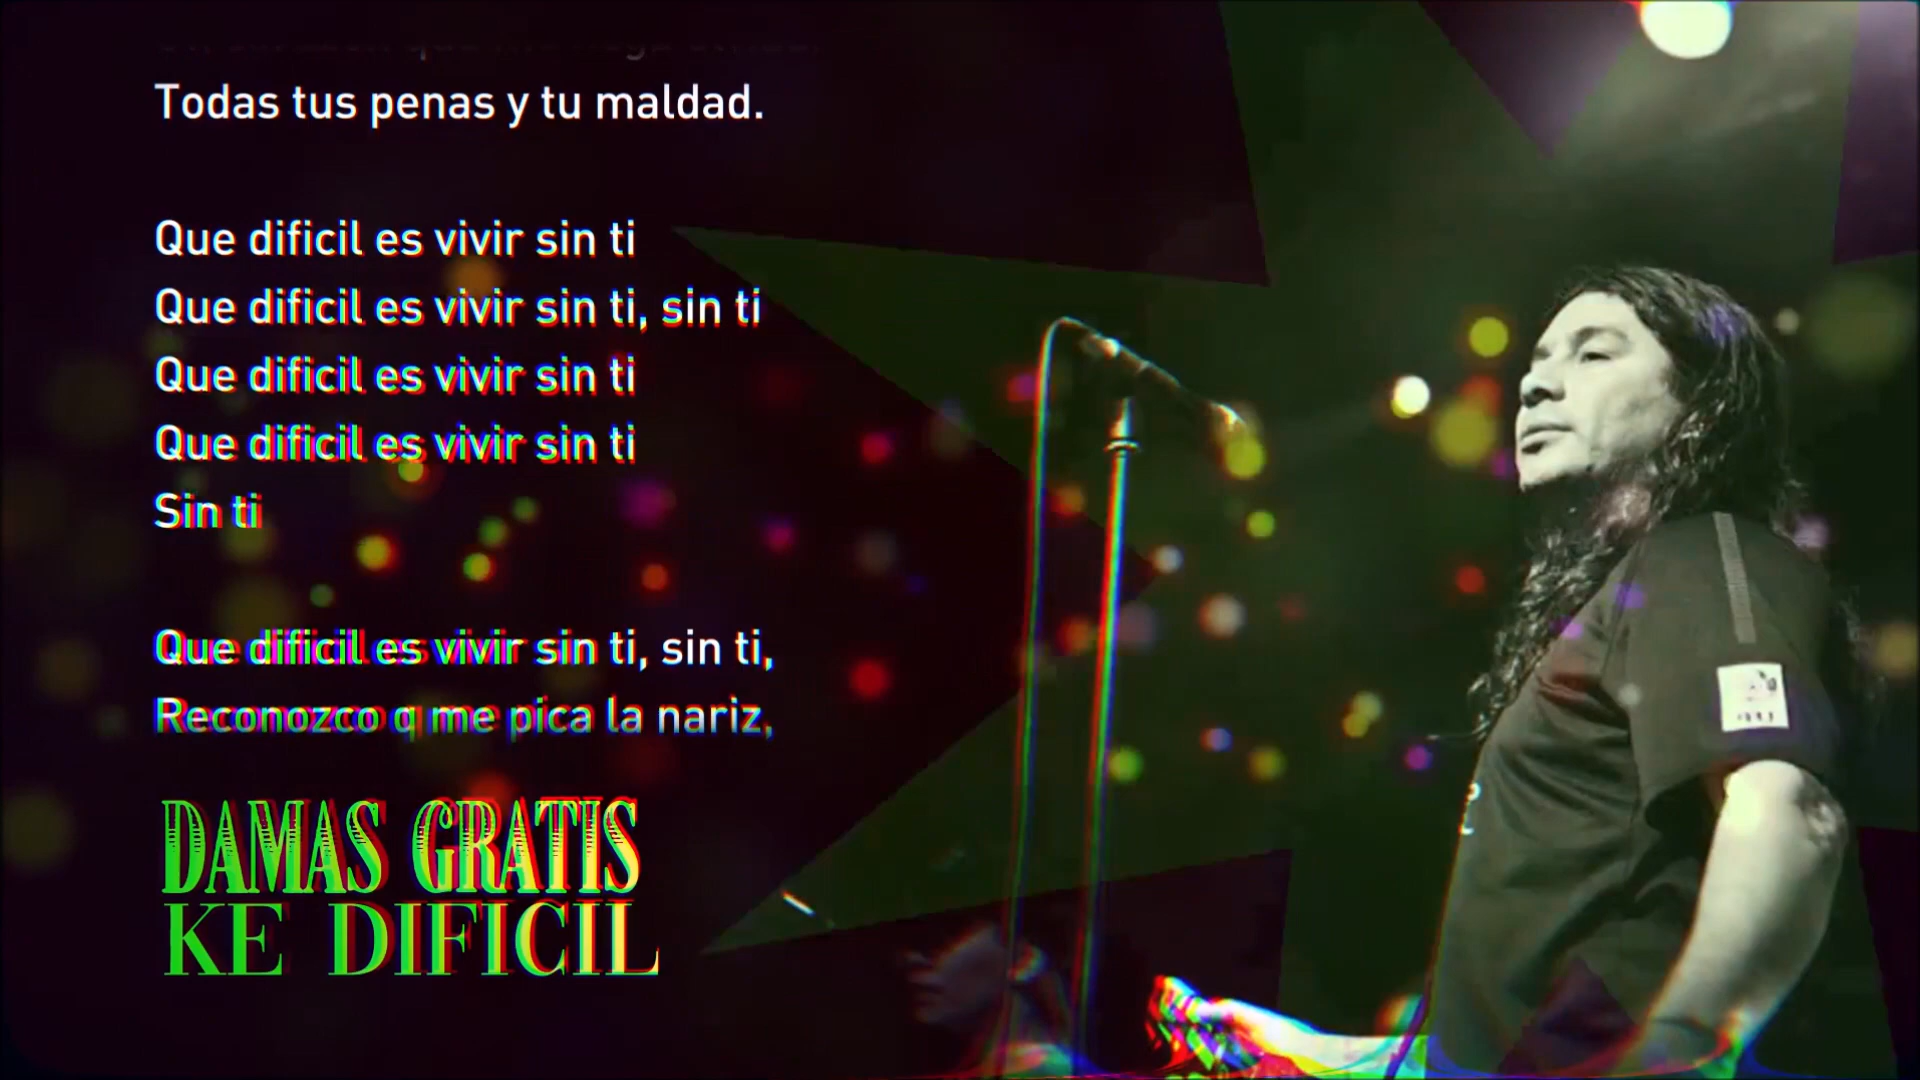 Todas tus penas y tu maldad.
Que dificil es vivir sin ti
Que dificil es vivir sin ti, sin ti
Que dificil es vivir sin ti
Que dificil es vivir sin ti
Sin ti
Que dificil es vivir sin ti, sin ti,
Reconozco q me pica la nariz,
DAMAS GRATIS
KE DIFICIL